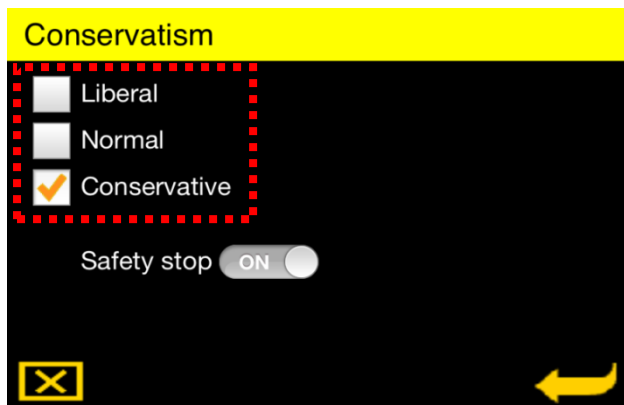 Conservatism
Liberal
Normal
Conservative
Safety stop ON